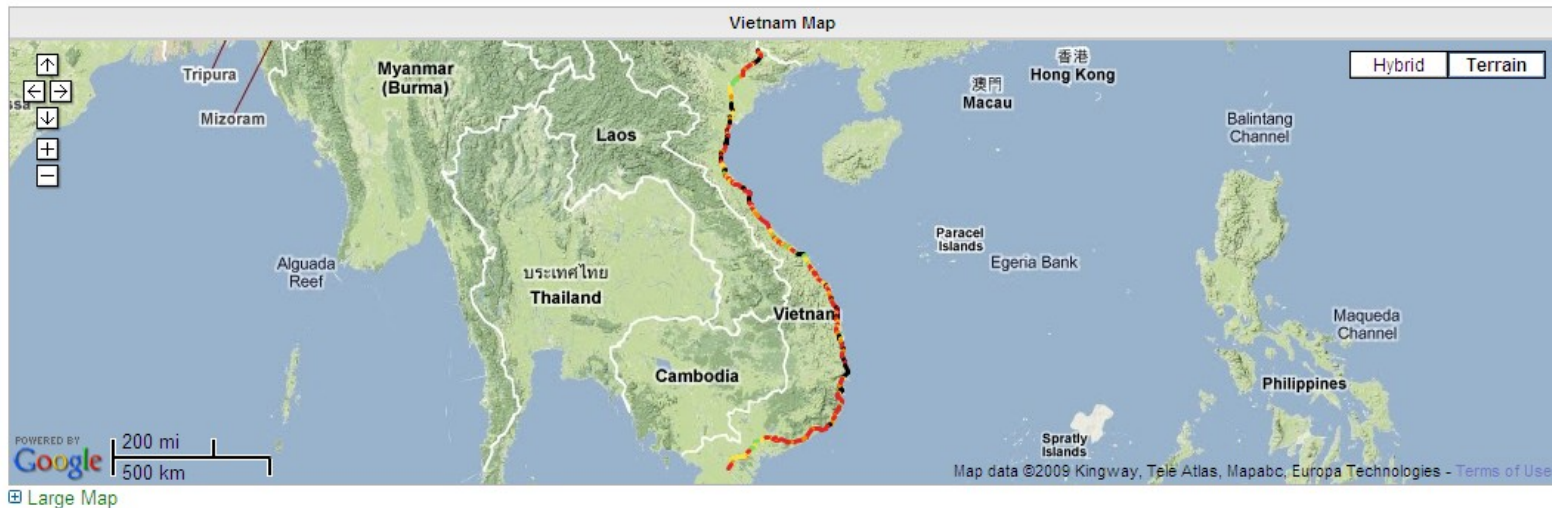 Vietnam Map
Tripura
Mizoram
Myanmar
(Burma)
Laos
香港
Hong Kong
澳門
Macau
Hybrid
Terrain
Balintang
Channel
Paracel
Islands
Egeria Bank
Alguada
Reef
ประเทศไทย
Thailand
Vietnam
Maqueda
Channel
Cambodia
Philippines
Spratly
Islands
POWERED BY
Google
200 mi
500 km
Map data ©2009 Kingway, Tele Atlas, Mapabc, Europa Technologies - Terms of Use
Large Map